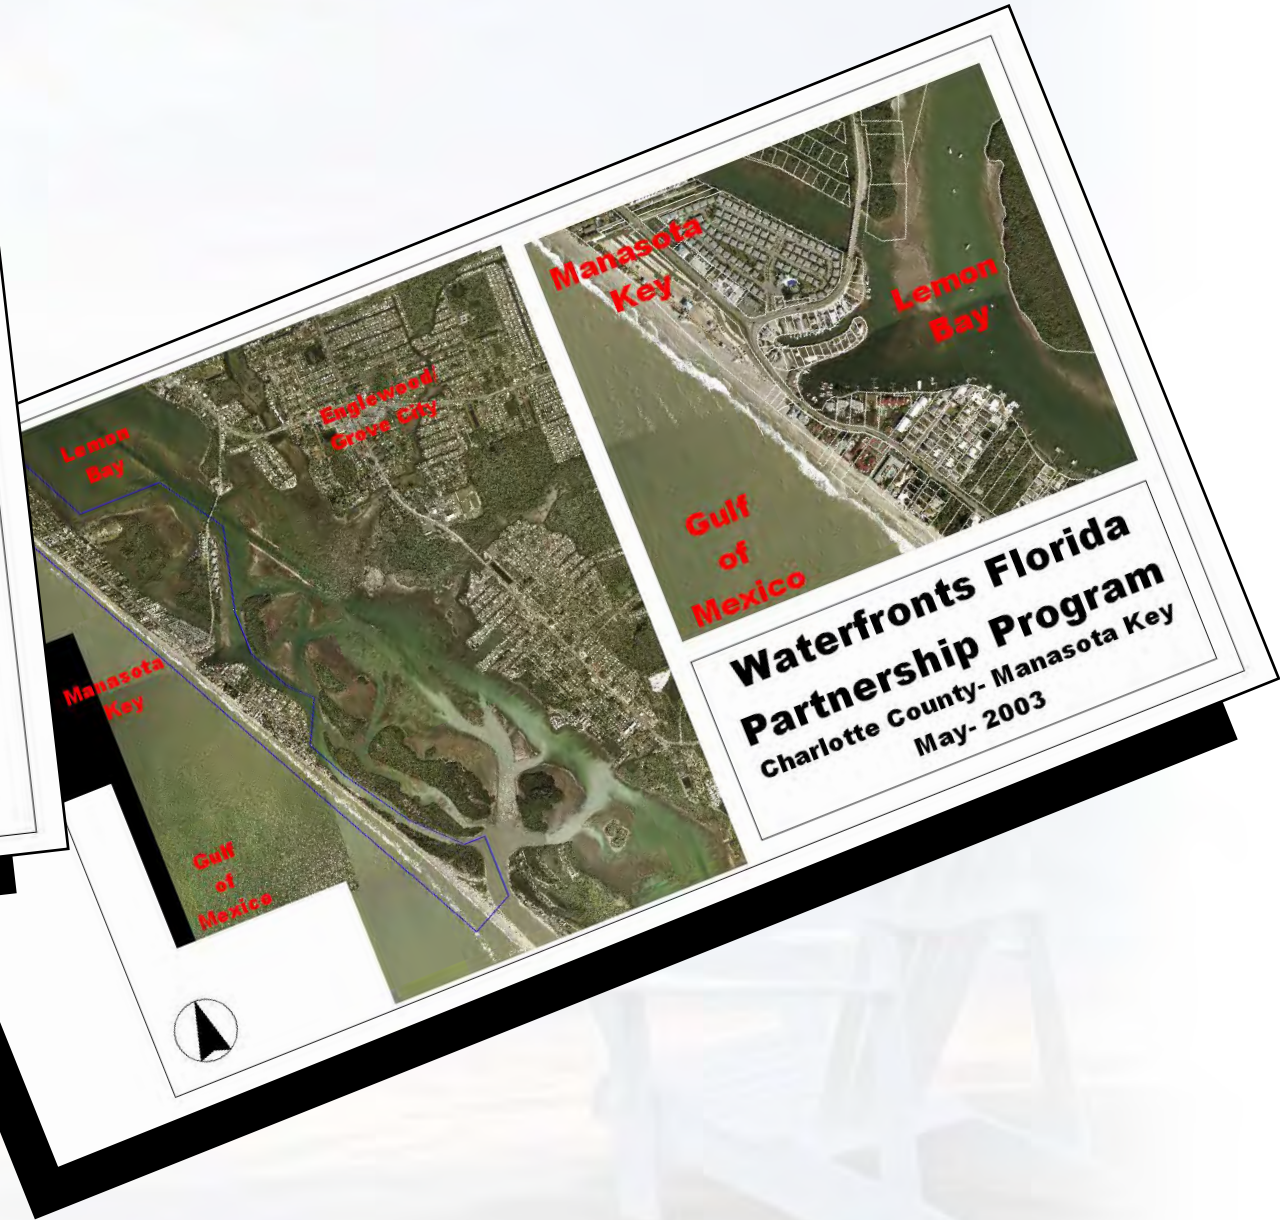 Lemon
Bay
Englewood/
Grove City
Manasota
Key
Gulf
of
Mexico
Manasota
Key
Lemon
Bay
Gulf
of
Mexico
Waterfronts Florida
Partnership Program
Charlotte County- Manasota Key
May- 2003